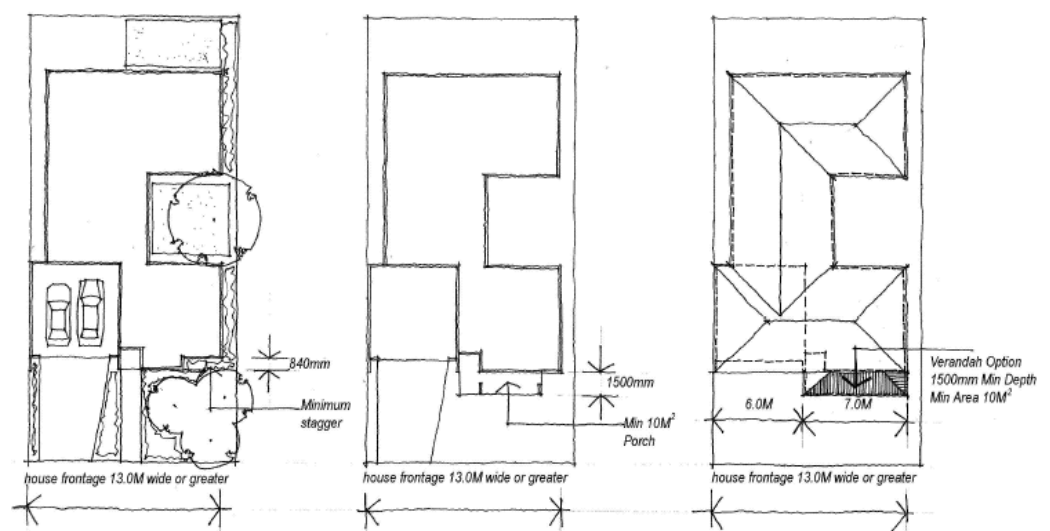 840mm
Minimum
stagger
house frontage 13.0M wide or greater
1500mm
Min 10M²
Porch
house frontage 13.0M wide or greater
Verandah Option
1500mm Min Depth
Min Area 10M²
6.0M
7.0M
house frontage 13.0M wide or greater